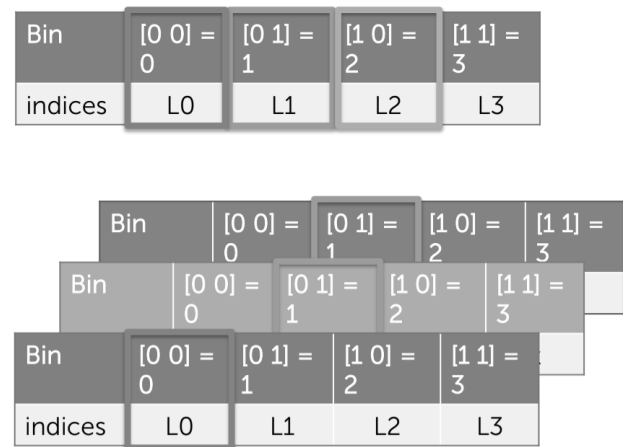 Bin [0 0] = [0 1] = [1 0] = [1 1] =
0 1 2 3
indices L0 L1 L2 L3
Bin [0 0] = [0 1] = [1 0] = [1 1] =
0 1 2 3
Bin [0 0] = [0 1] = [1 0] = [1 1] =
0 1 2 3
Bin [0 0] = [0 1] = [1 0] = [1 1] =
0 1 2 3
indices L0 L1 L2 L3